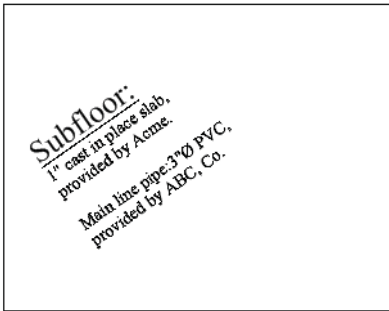 Subfloor:
1" cast in place slab,
provided by Acme.
Main line pipe:3"Ø PVC,
provided by ABC, Co.